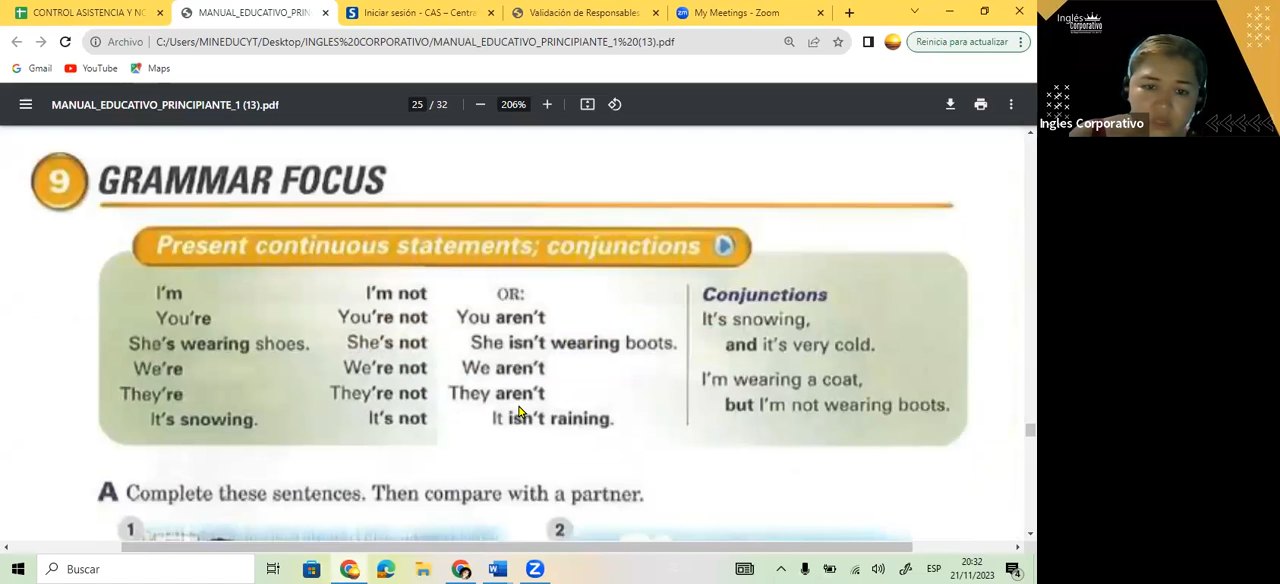 CONTROL ASISTENCIA Y NO
MANUAL_EDUCATIVO_PRIN
Iniciar sesión - CAS – Centra
Validación de Responsables
My Meetings - Zoom
Archivo
C:/Users/MINEDUCYT/Desktop/INGLES%20CORPORATIVO/MANUAL_EDUCATIVO_PRINCIPIANTE_1%20(13).pdf
Reinicia para actualizar
Gmail
YouTube
Maps
MANUAL_EDUCATIVO_PRINCIPIANTE_1 (13).pdf
25 / 32
206%
9 GRAMMAR FOCUS
Present continuous statements; conjunctions
I'm
You're
She's wearing shoes.
We're
They're
It's snowing.
I'm not
You're not
She's not
We're not
They're not
It's not
OR:
You aren't
She isn't wearing boots.
We aren't
They aren't
It isn't raining.
Conjunctions
It's snowing,
and it's very cold.
I'm wearing a coat,
but I'm not wearing boots.
A Complete these sentences. Then compare with a partner.
1
2
Inglés
Corporativo
Ingles Corporativo
Buscar
ESP
20:32
21/11/2023
4